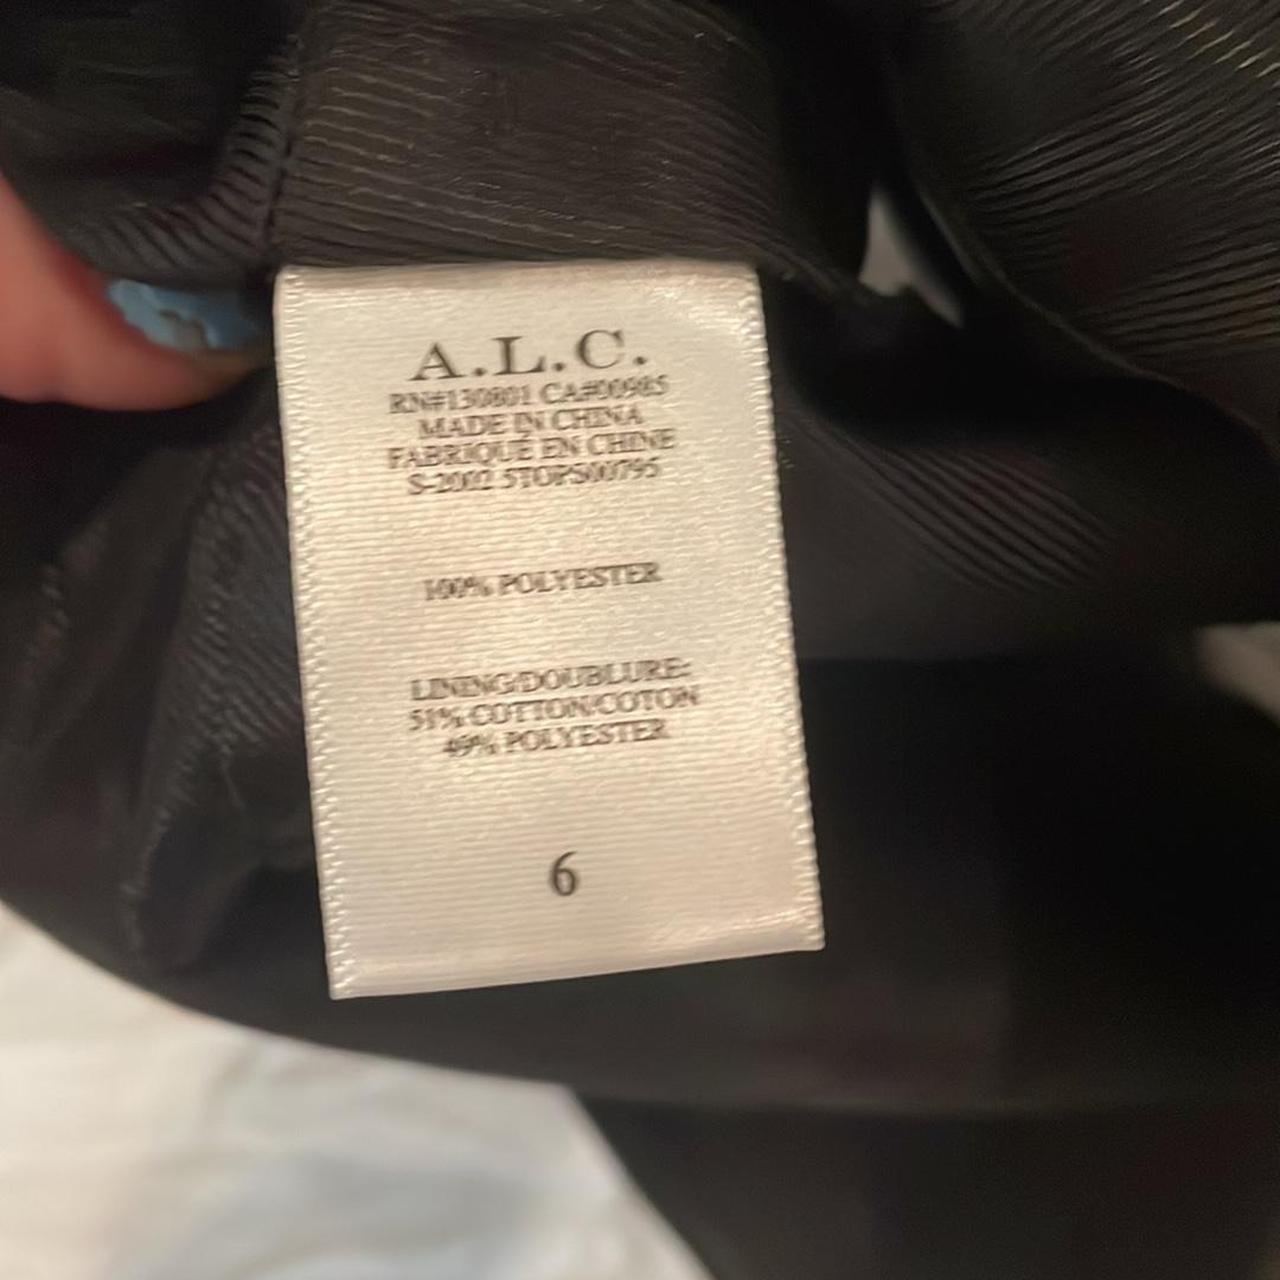 A.L.C.
RN#130801 CA#00985
MADE IN CHINA
FABRIQUÉ EN CHINE
S-2002 5TOPS00795
100% POLYESTER
LINING/DOUBLURE:
51% COTTON/COTON
49% POLYESTER
6